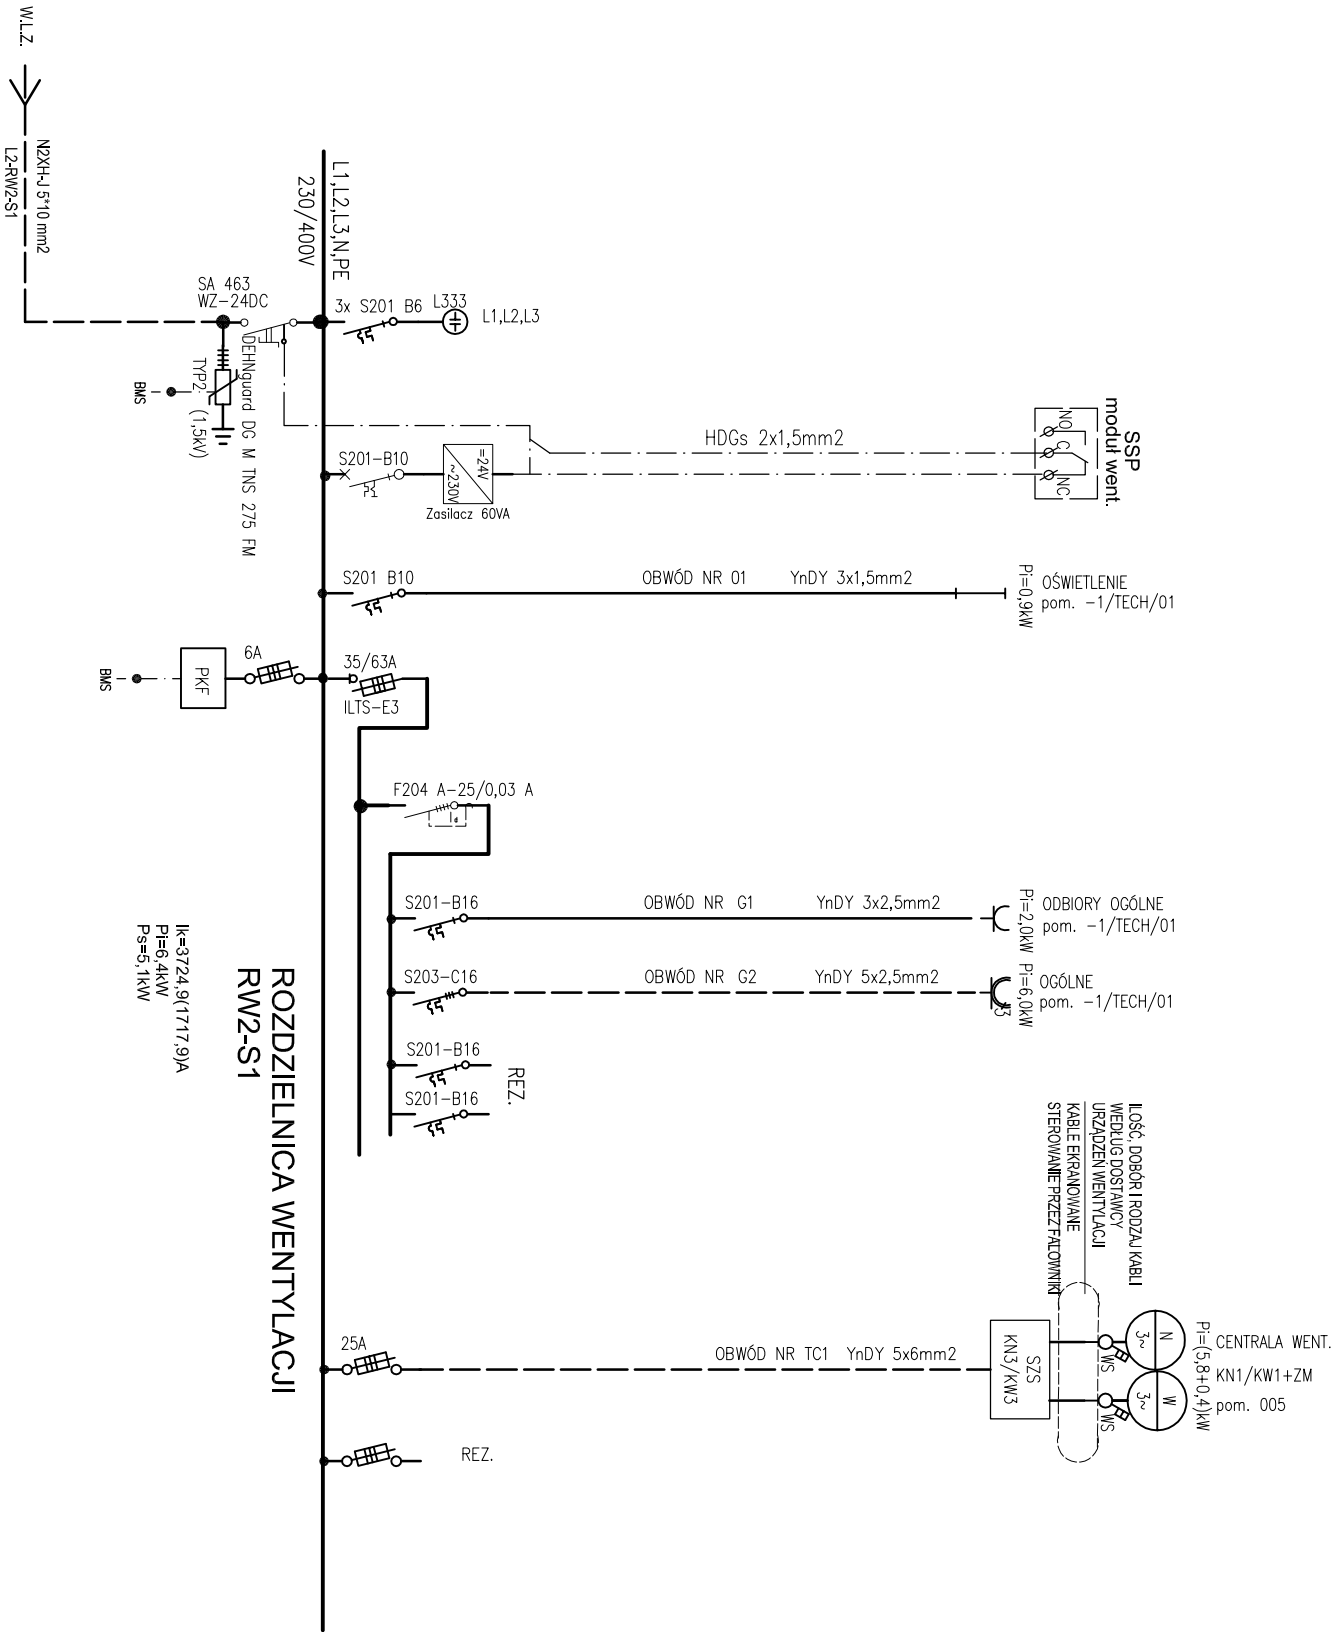 W.L.Z.
N2XH-J 5*10 mm2
L2-RW2-S1
L1,L2,L3,N,PE
230/400V
SA 463
WZ-24DC
DEHNguard DG M TNS 275 FM
TYP2
(1,5kV)
BMS
3x S201 B6
L333
L1,L2,L3
S201-B10
=24V
~230V
Zasilacz 60VA
HDGs 2x1,5mm2
SSP
moduł went.
NO
C
NC
S201 B10
OBWÓD NR 01 YnDY 3x1,5mm2
Pi=0,9kW
OŚWIETLENIE
pom. -1/TECH/01
BMS
PKF
6A
35/63A
ILTS-E3
F204 A-25/0,03 A
Id
S201-B16
OBWÓD NR G1 YnDY 3x2,5mm2
Pi=2,0kW
ODBIORY OGÓLNE
pom. -1/TECH/01
S203-C16
OBWÓD NR G2 YnDY 5x2,5mm2
3
Pi=6,0kW
OGÓLNE
pom. -1/TECH/01
S201-B16
S201-B16
REZ.
Ik=3724,9(1717,9)A
Pi=6,4kW
Ps=5,1kW
ROZDZIELNICA WENTYLACJI
RW2-S1
ILOŚĆ, DOBÓR I RODZAJ KABLI
WEDŁUG DOSTAWCY
URZĄDZEŃ WENTYLACJI
KABLE EKRANOWANE
STEROWANIE PRZEZ FALOWNIKI
25A
OBWÓD NR TC1 YnDY 5x6mm2
SZS
KN3/KW3
WS
WS
N
3~
W
3~
Pi=(5,8+0,4)kW
CENTRALA WENT.
KN1/KW1+ZM
pom. 005
REZ.